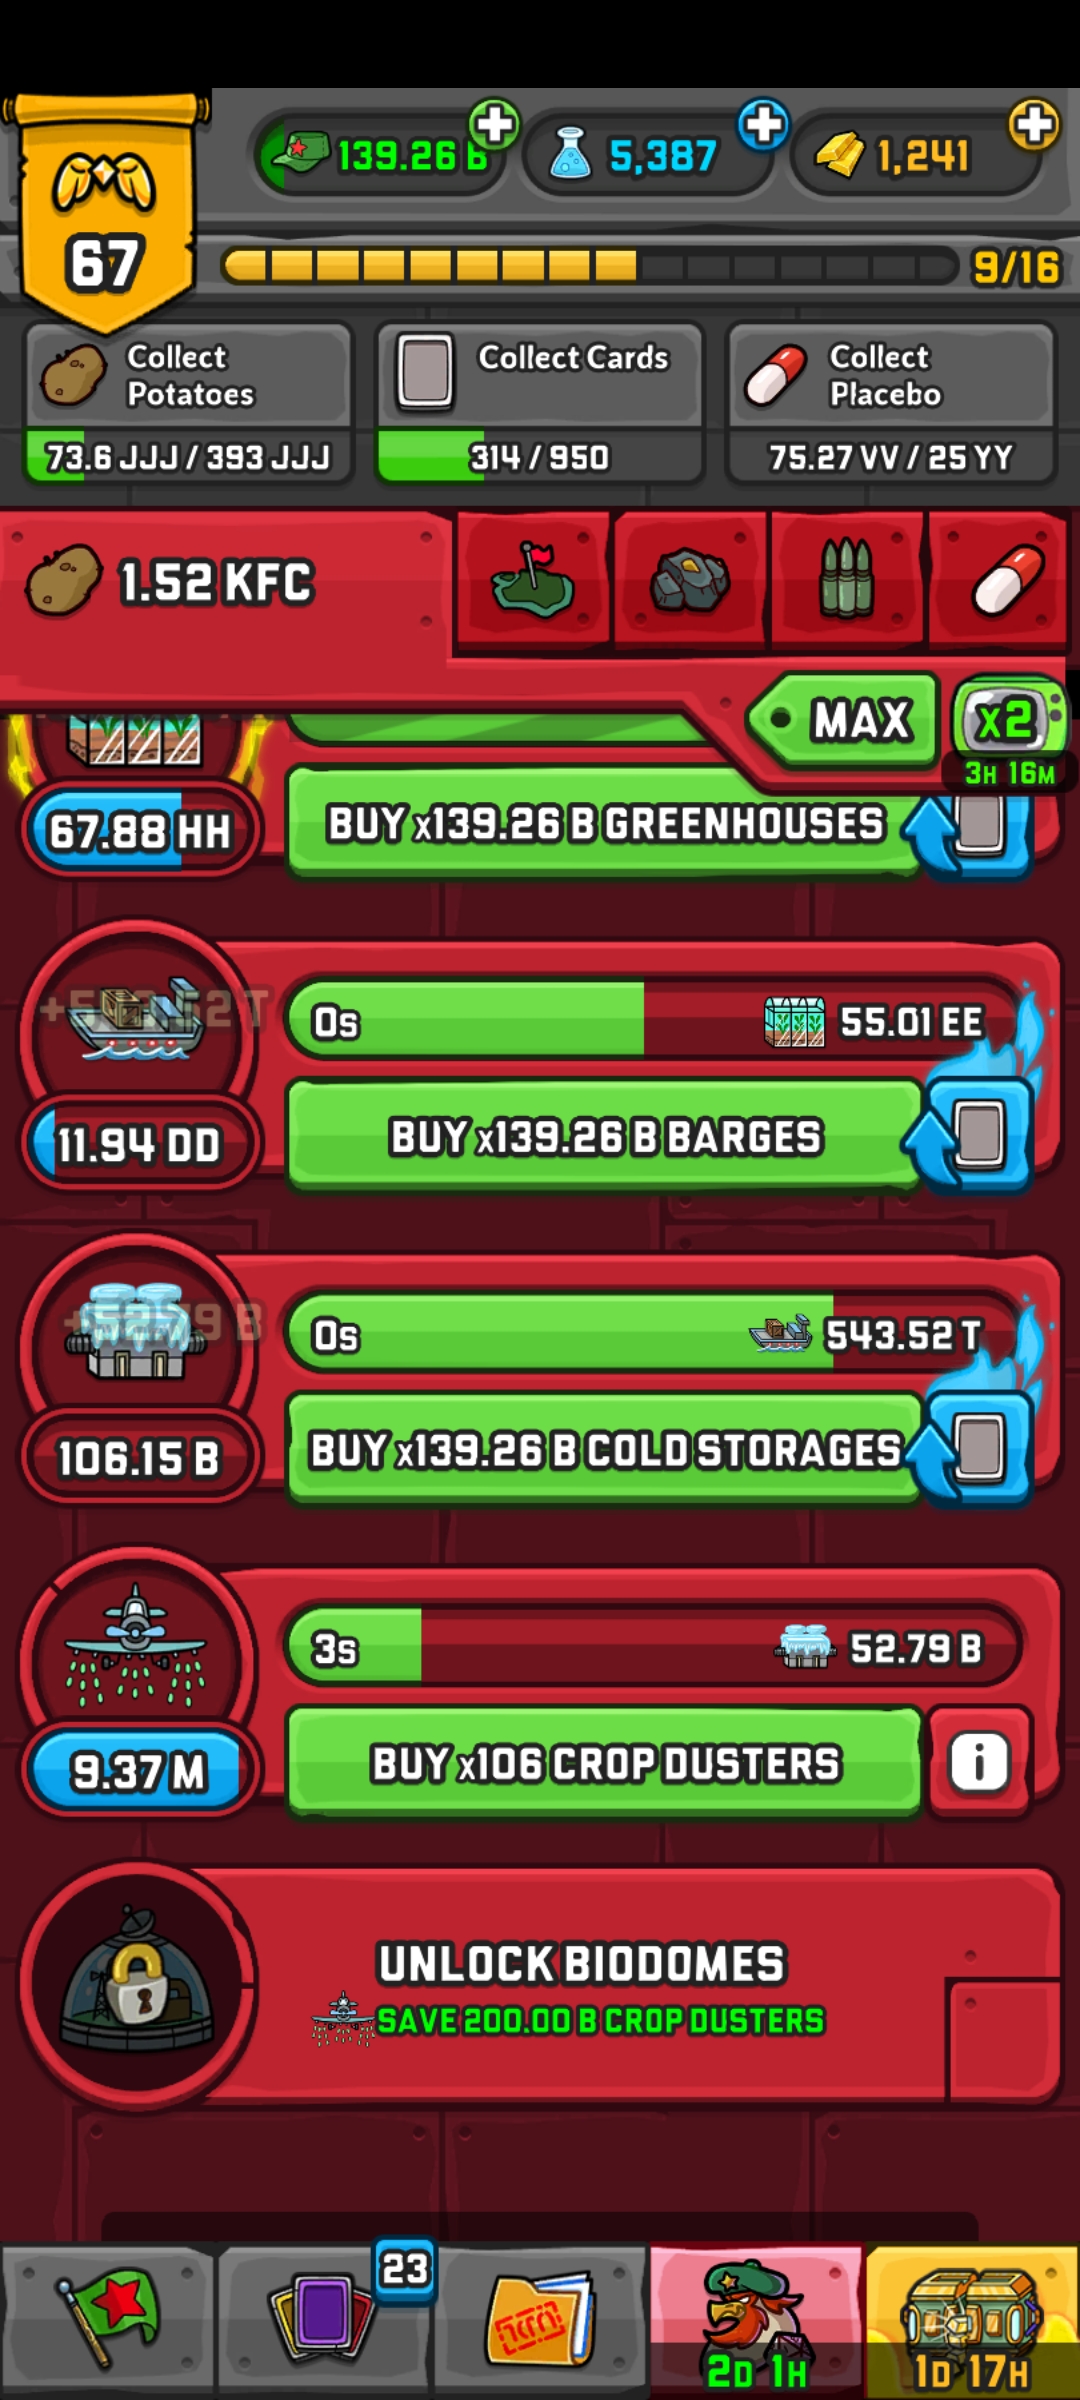 139.26 B
5,387
1,241
67
9/16
Collect
Potatoes
73.6 JJJ / 393 JJJ
Collect Cards
314 / 950
Collect
Placebo
75.27 VV / 25 YY
1.52 KFC
MAX
X2
3H 16M
67.88 HH
BUY x139.26 B GREENHOUSES
0s
55.01 EE
11.94 DD
BUY x139.26 B BARGES
0s
543.52 T
106.15 B
BUY x139.26 B COLD STORAGES
3s
52.79 B
9.37 M
BUY x106 CROP DUSTERS
i
UNLOCK BIODOMES
SAVE 200.00 B CROP DUSTERS
23
2D 1H
1D 17H